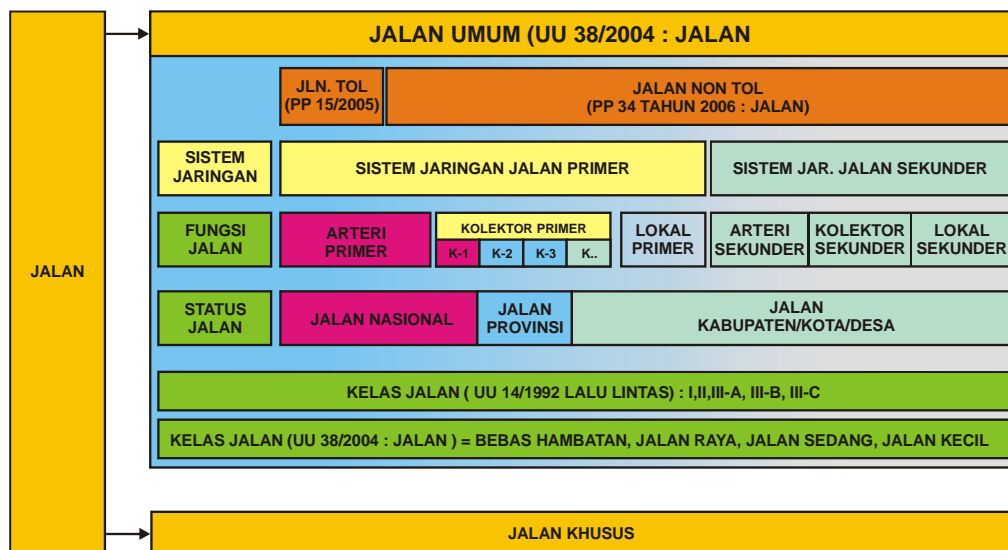 JALAN
JALAN UMUM (UU 38/2004 : JALAN
JLN. TOL
(PP 15/2005)
JALAN NON TOL
(PP 34 TAHUN 2006 : JALAN)
SISTEM
JARINGAN
SISTEM JARINGAN JALAN PRIMER
SISTEM JAR. JALAN SEKUNDER
FUNGSI
JALAN
ARTERI
PRIMER
KOLEKTOR PRIMER
K-1
K-2
K-3
K..
LOKAL
PRIMER
ARTERI
SEKUNDER
KOLEKTOR
SEKUNDER
LOKAL
SEKUNDER
STATUS
JALAN
JALAN NASIONAL
JALAN
PROVINSI
JALAN
KABUPATEN/KOTA/DESA
KELAS JALAN ( UU 14/1992 LALU LINTAS) : I,II,III-A, III-B, III-C
KELAS JALAN (UU 38/2004 : JALAN ) = BEBAS HAMBATAN, JALAN RAYA, JALAN SEDANG, JALAN KECIL
JALAN KHUSUS